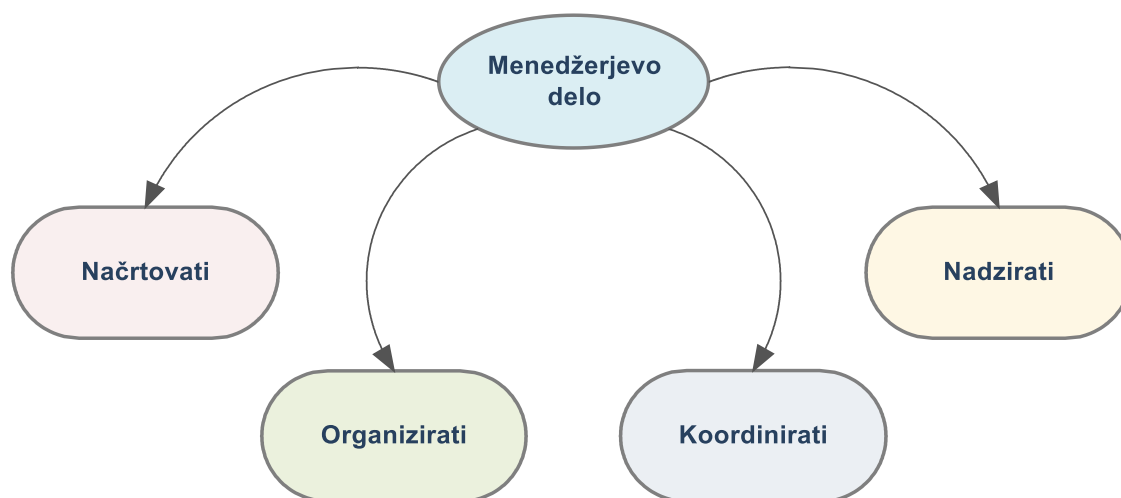 Menedžerjevo
delo
Načrtovati
Nadzirati
Organizirati
Koordinirati